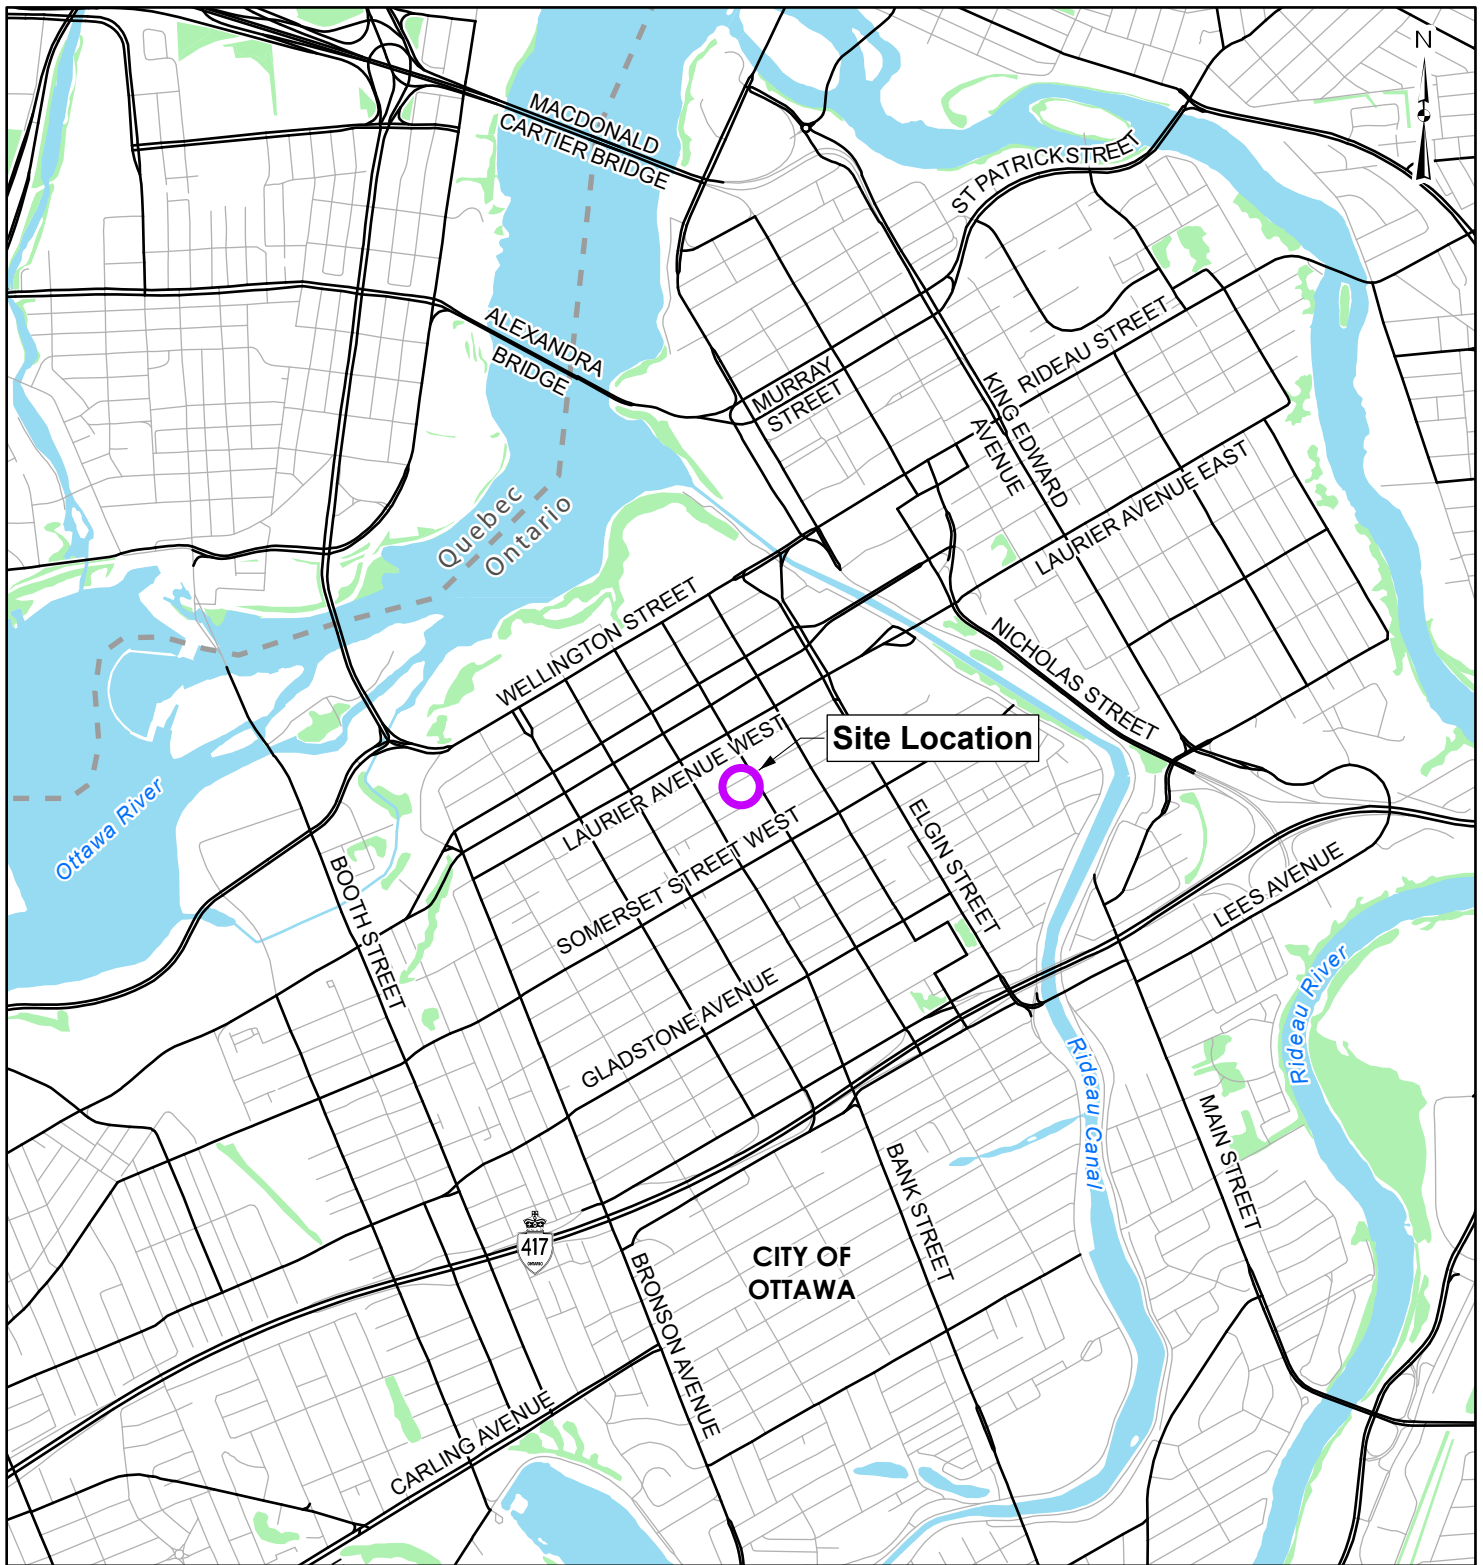 N
MACDONALD
CARTIER BRIDGE
ST PATRICK STREET
ALEXANDRA
BRIDGE
MURRAY
STREET
RIDEAU STREET
KING EDWARD
AVENUE
LAURIER AVENUE EAST
Quebec
Ontario
WELLINGTON STREET
NICHOLAS STREET
Site Location
LAURIER AVENUE WEST
Ottawa River
SOMERSET STREET WEST
ELGIN STREET
BOOTH STREET
LEES AVENUE
GLADSTONE AVENUE
Rideau River
Rideau Canal
MAIN STREET
BANK STREET
417
ONTARIO
CITY OF
OTTAWA
BRONSON AVENUE
CARLING AVENUE